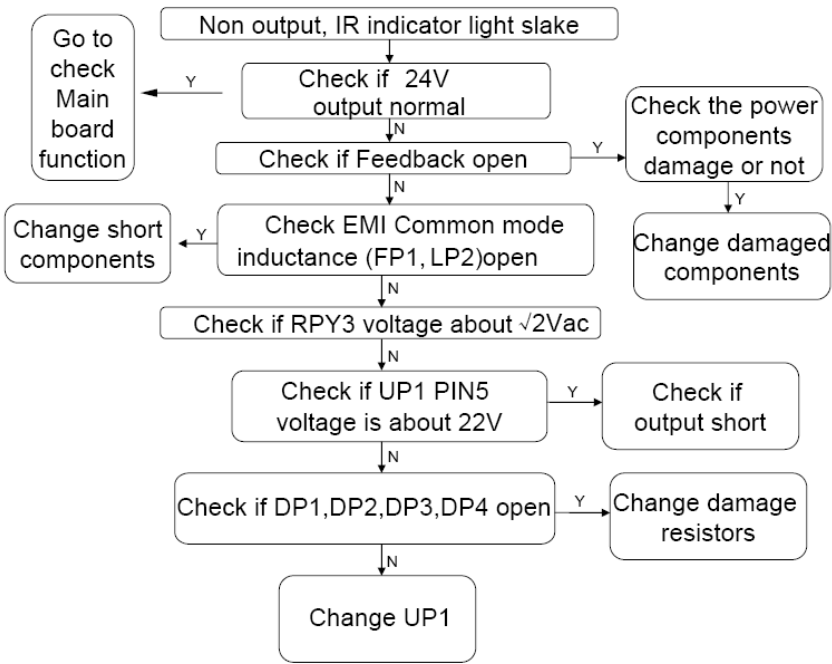 Non output, IR indicator light slake
Go to
check
Main
board
function
Y
Check if 24V
output normal
N
Check if Feedback open
Y
Check the power
components
damage or not
N
Y
Change damaged
components
Check EMI Common mode
inductance (FP1, LP2)open
Y
Change short
components
N
Check if RPY3 voltage about √2Vac
N
Check if UP1 PIN5
voltage is about 22V
Y
Check if
output short
N
Check if DP1,DP2,DP3,DP4 open
Y
Change damage
resistors
N
Change UP1